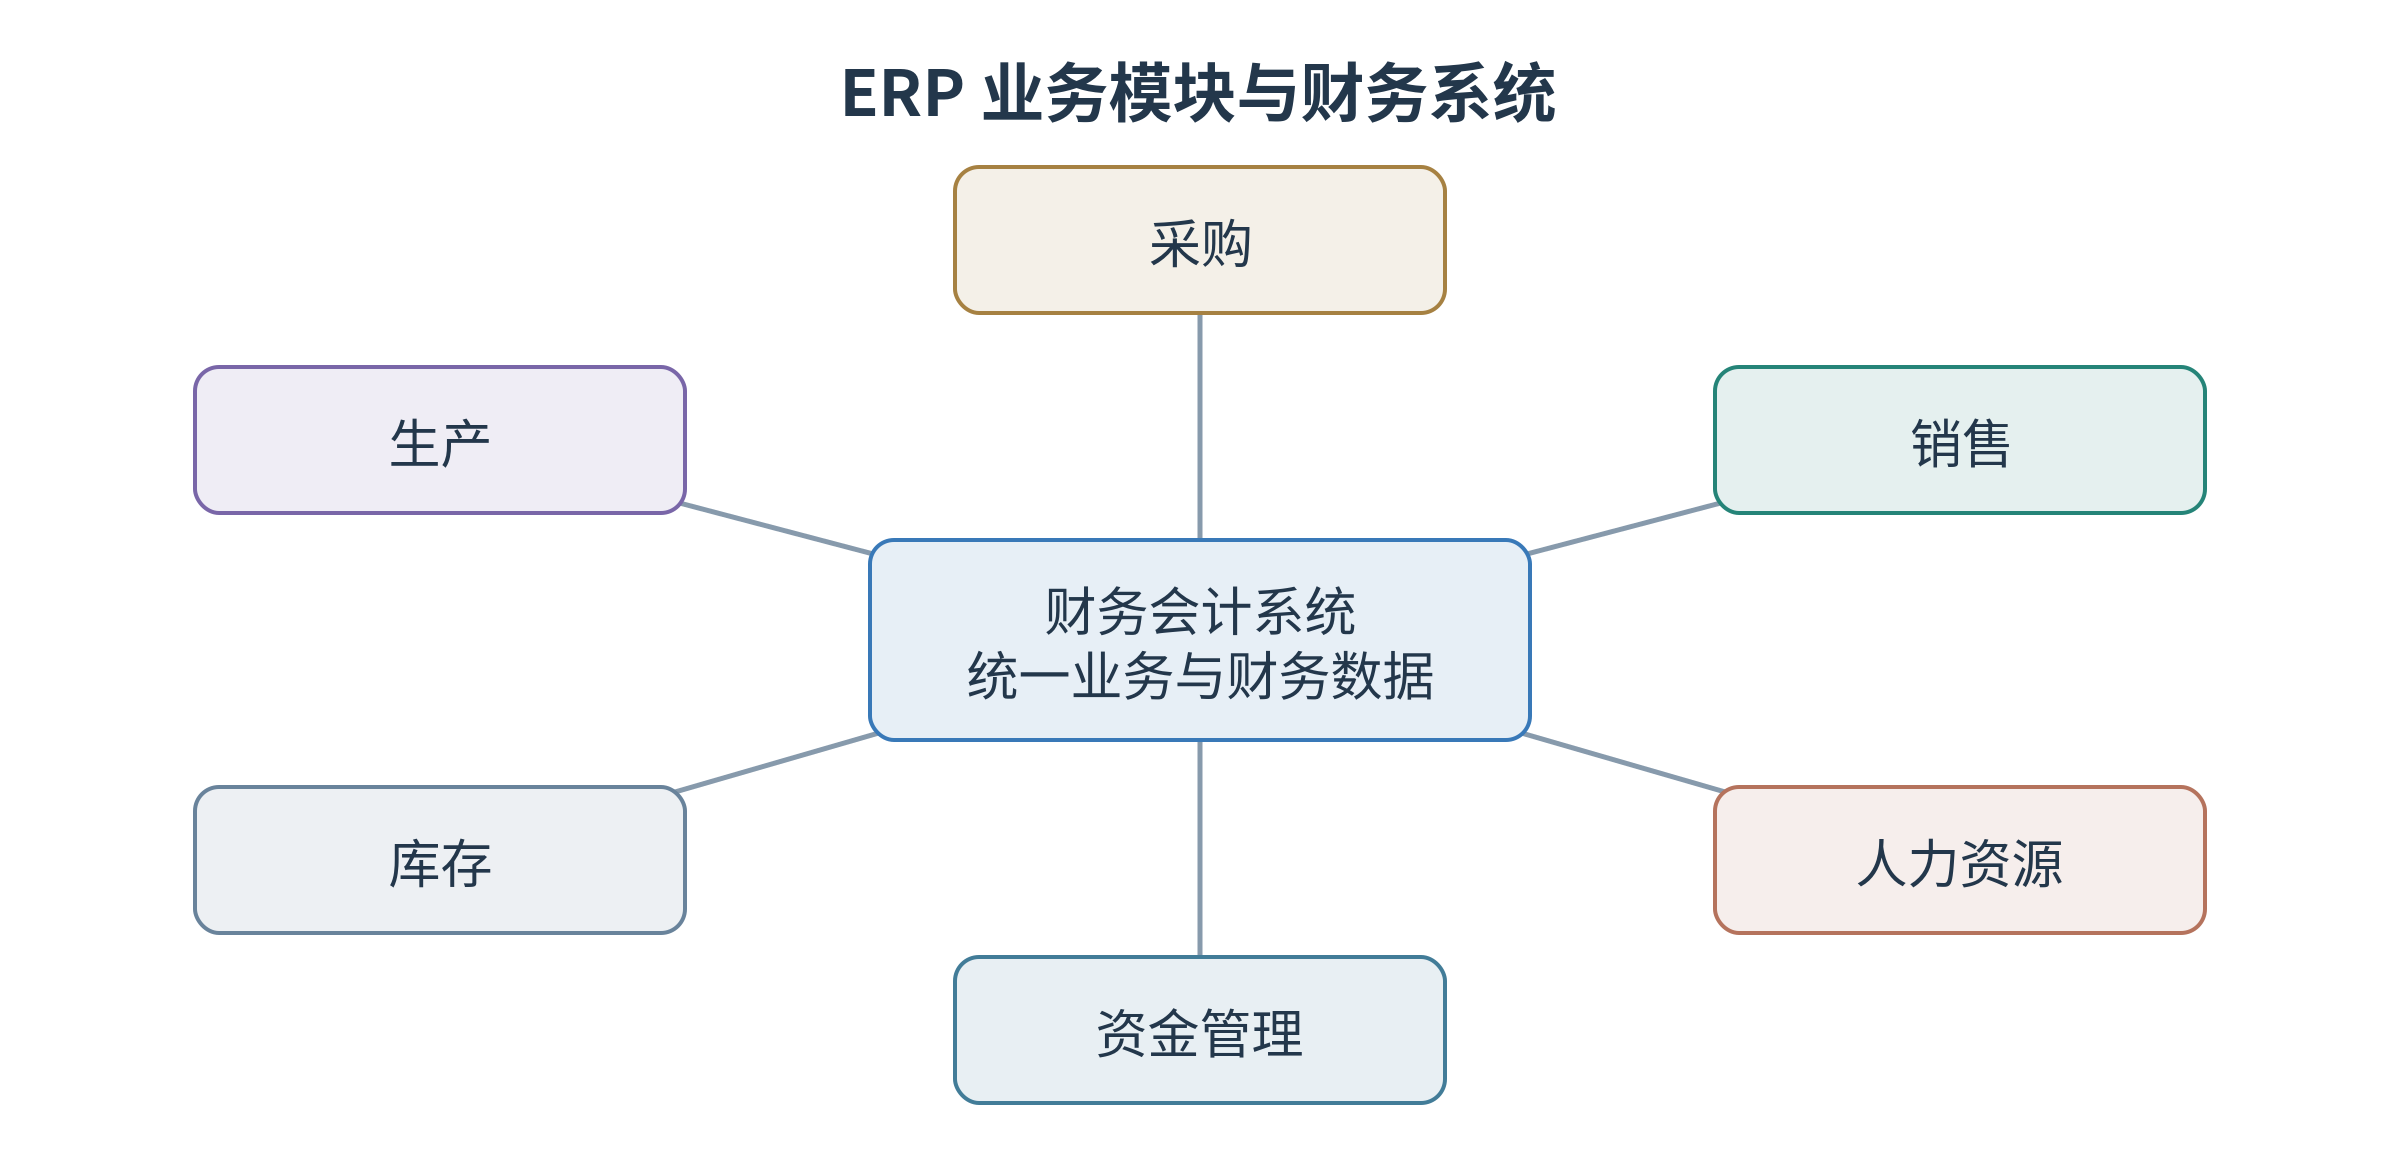 ERP 业务模块与财务系统
采购
生产
销售
财务会计系统
统一业务与财务数据
库存
人力资源
资金管理